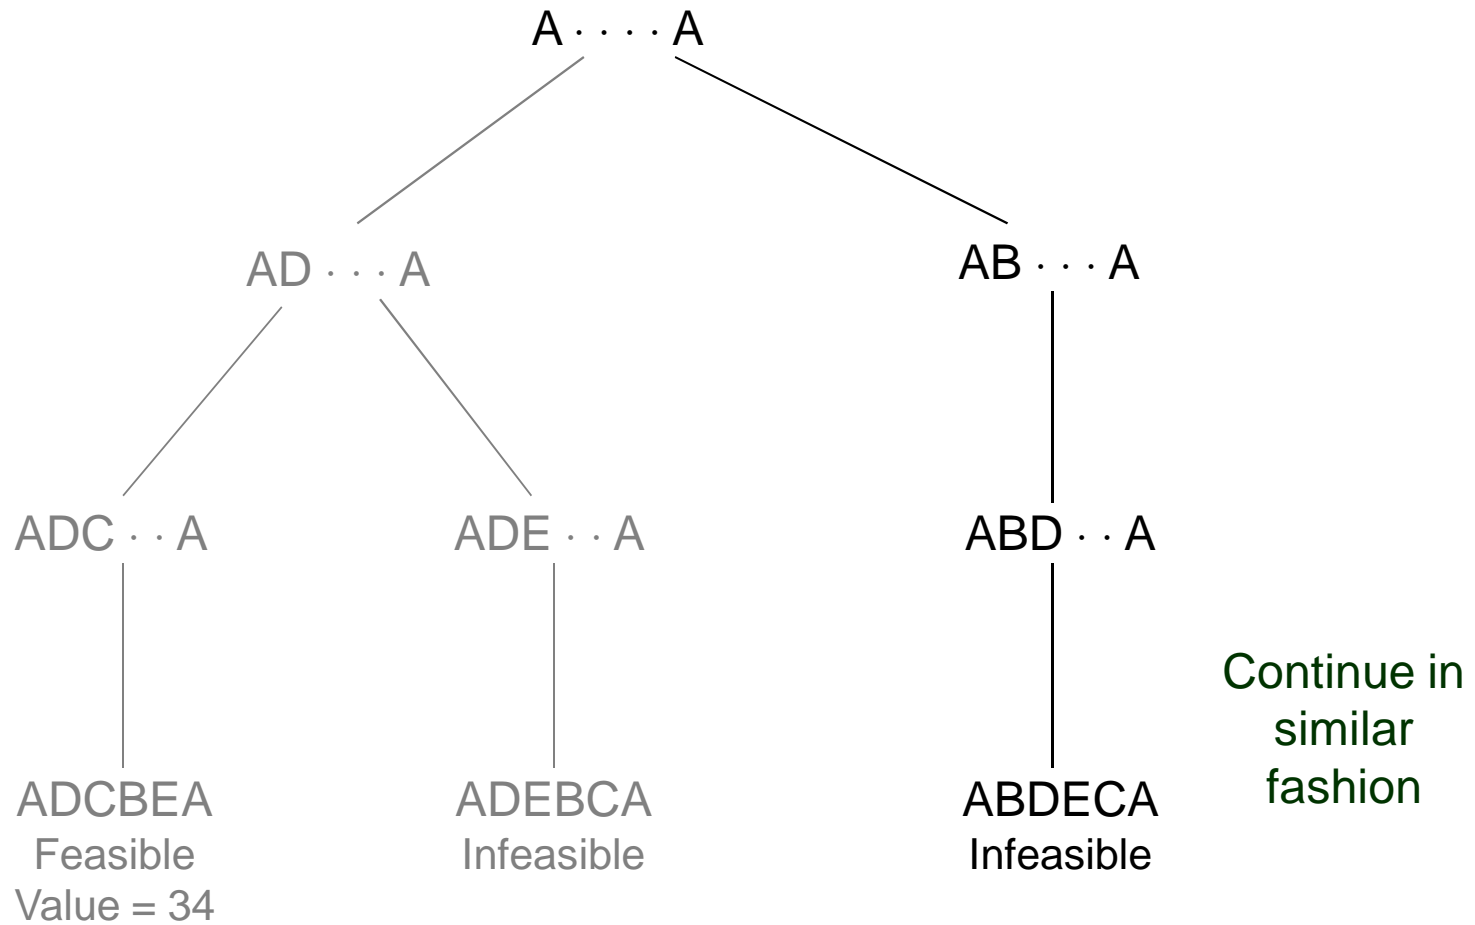 A · · · · A
AD · · · A
AB · · · A
ADC · · A
ADE · · A
ABD · · A
ADCBEA
Feasible
Value = 34
ADEBCA
Infeasible
ABDECA
Infeasible
Continue in
similar
fashion